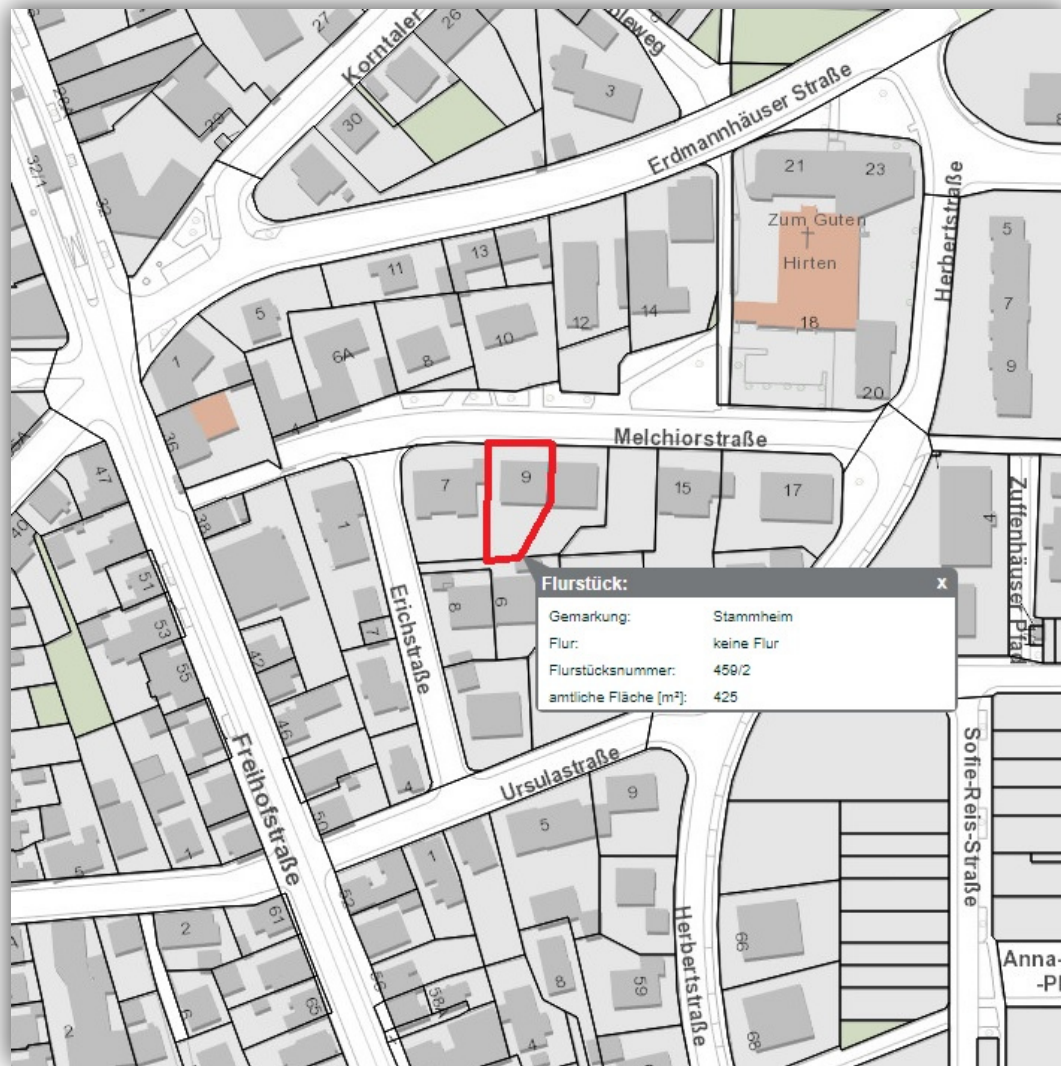 27
Korntaler
26
oleweg
3
29
30
Erdmannhäuser Straße
32/1
32
21
23
Zum Guten
Hirten
18
20
Herbertstraße
5
7
9
11
13
5
12
14
1
6A
8
10
4
36
Melchiorstraße
47
7
9
15
17
4
38
1
40
51
53
55
Erichstraße
8
6
7
42
46
Flurstück:
x
Gemarkung: Stammheim
Flur: keine Flur
Flurstücksnummer: 459/2
amtliche Fläche [m²]: 425
Zuffenhäuser Pfad
Freihofstraße
4
50
Ursulastraße
9
5
1
1
5
52
Sofie-Reis-Straße
61
2
6
65
2
56
58A
4
8
59
Herbertstraße
66
68
Anna-
-Pl